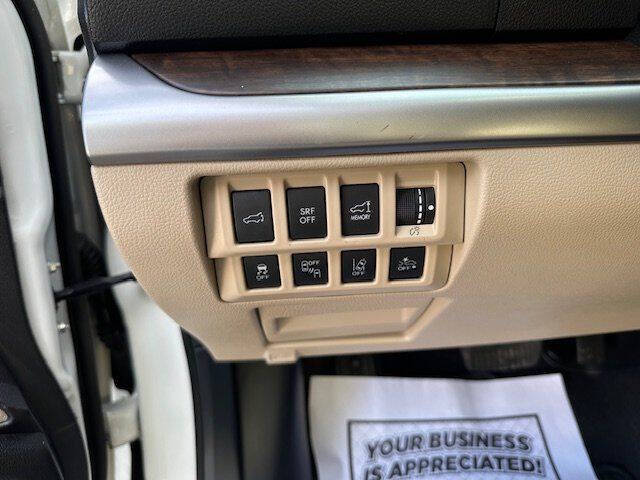 SRF
OFF
MEMORY
OFF
OFF
OFF
OFF
YOUR BUSINESS
IS APPRECIATED!